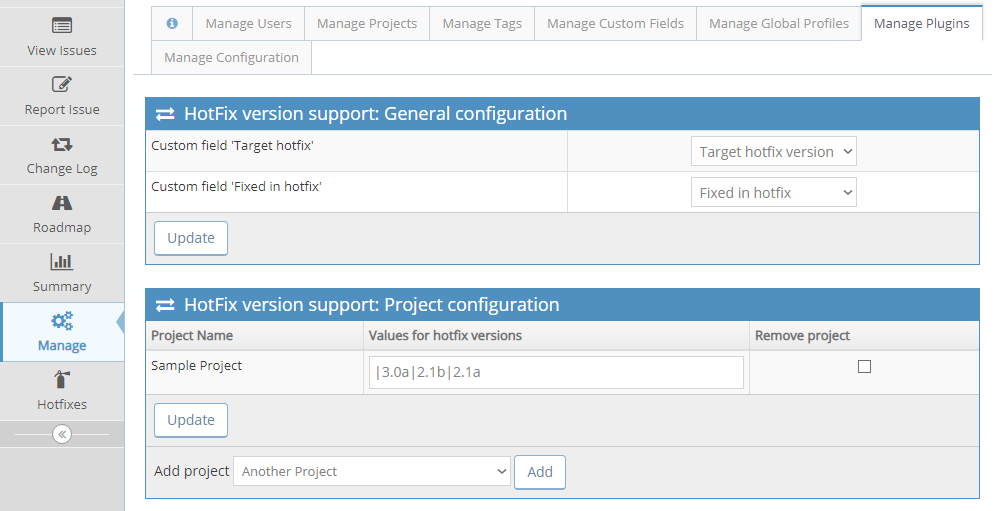 View Issues
Report Issue
Change Log
Roadmap
Summary
Manage
Hotfixes
Manage Users
Manage Projects
Manage Tags
Manage Custom Fields
Manage Global Profiles
Manage Plugins
Manage Configuration
HotFix version support: General configuration
Custom field 'Target hotfix'
Target hotfix version
Custom field 'Fixed in hotfix'
Fixed in hotfix
Update
HotFix version support: Project configuration
Project Name
Values for hotfix versions
Remove project
Sample Project
|3.0a|2.1b|2.1a
Update
Add project
Another Project
Add